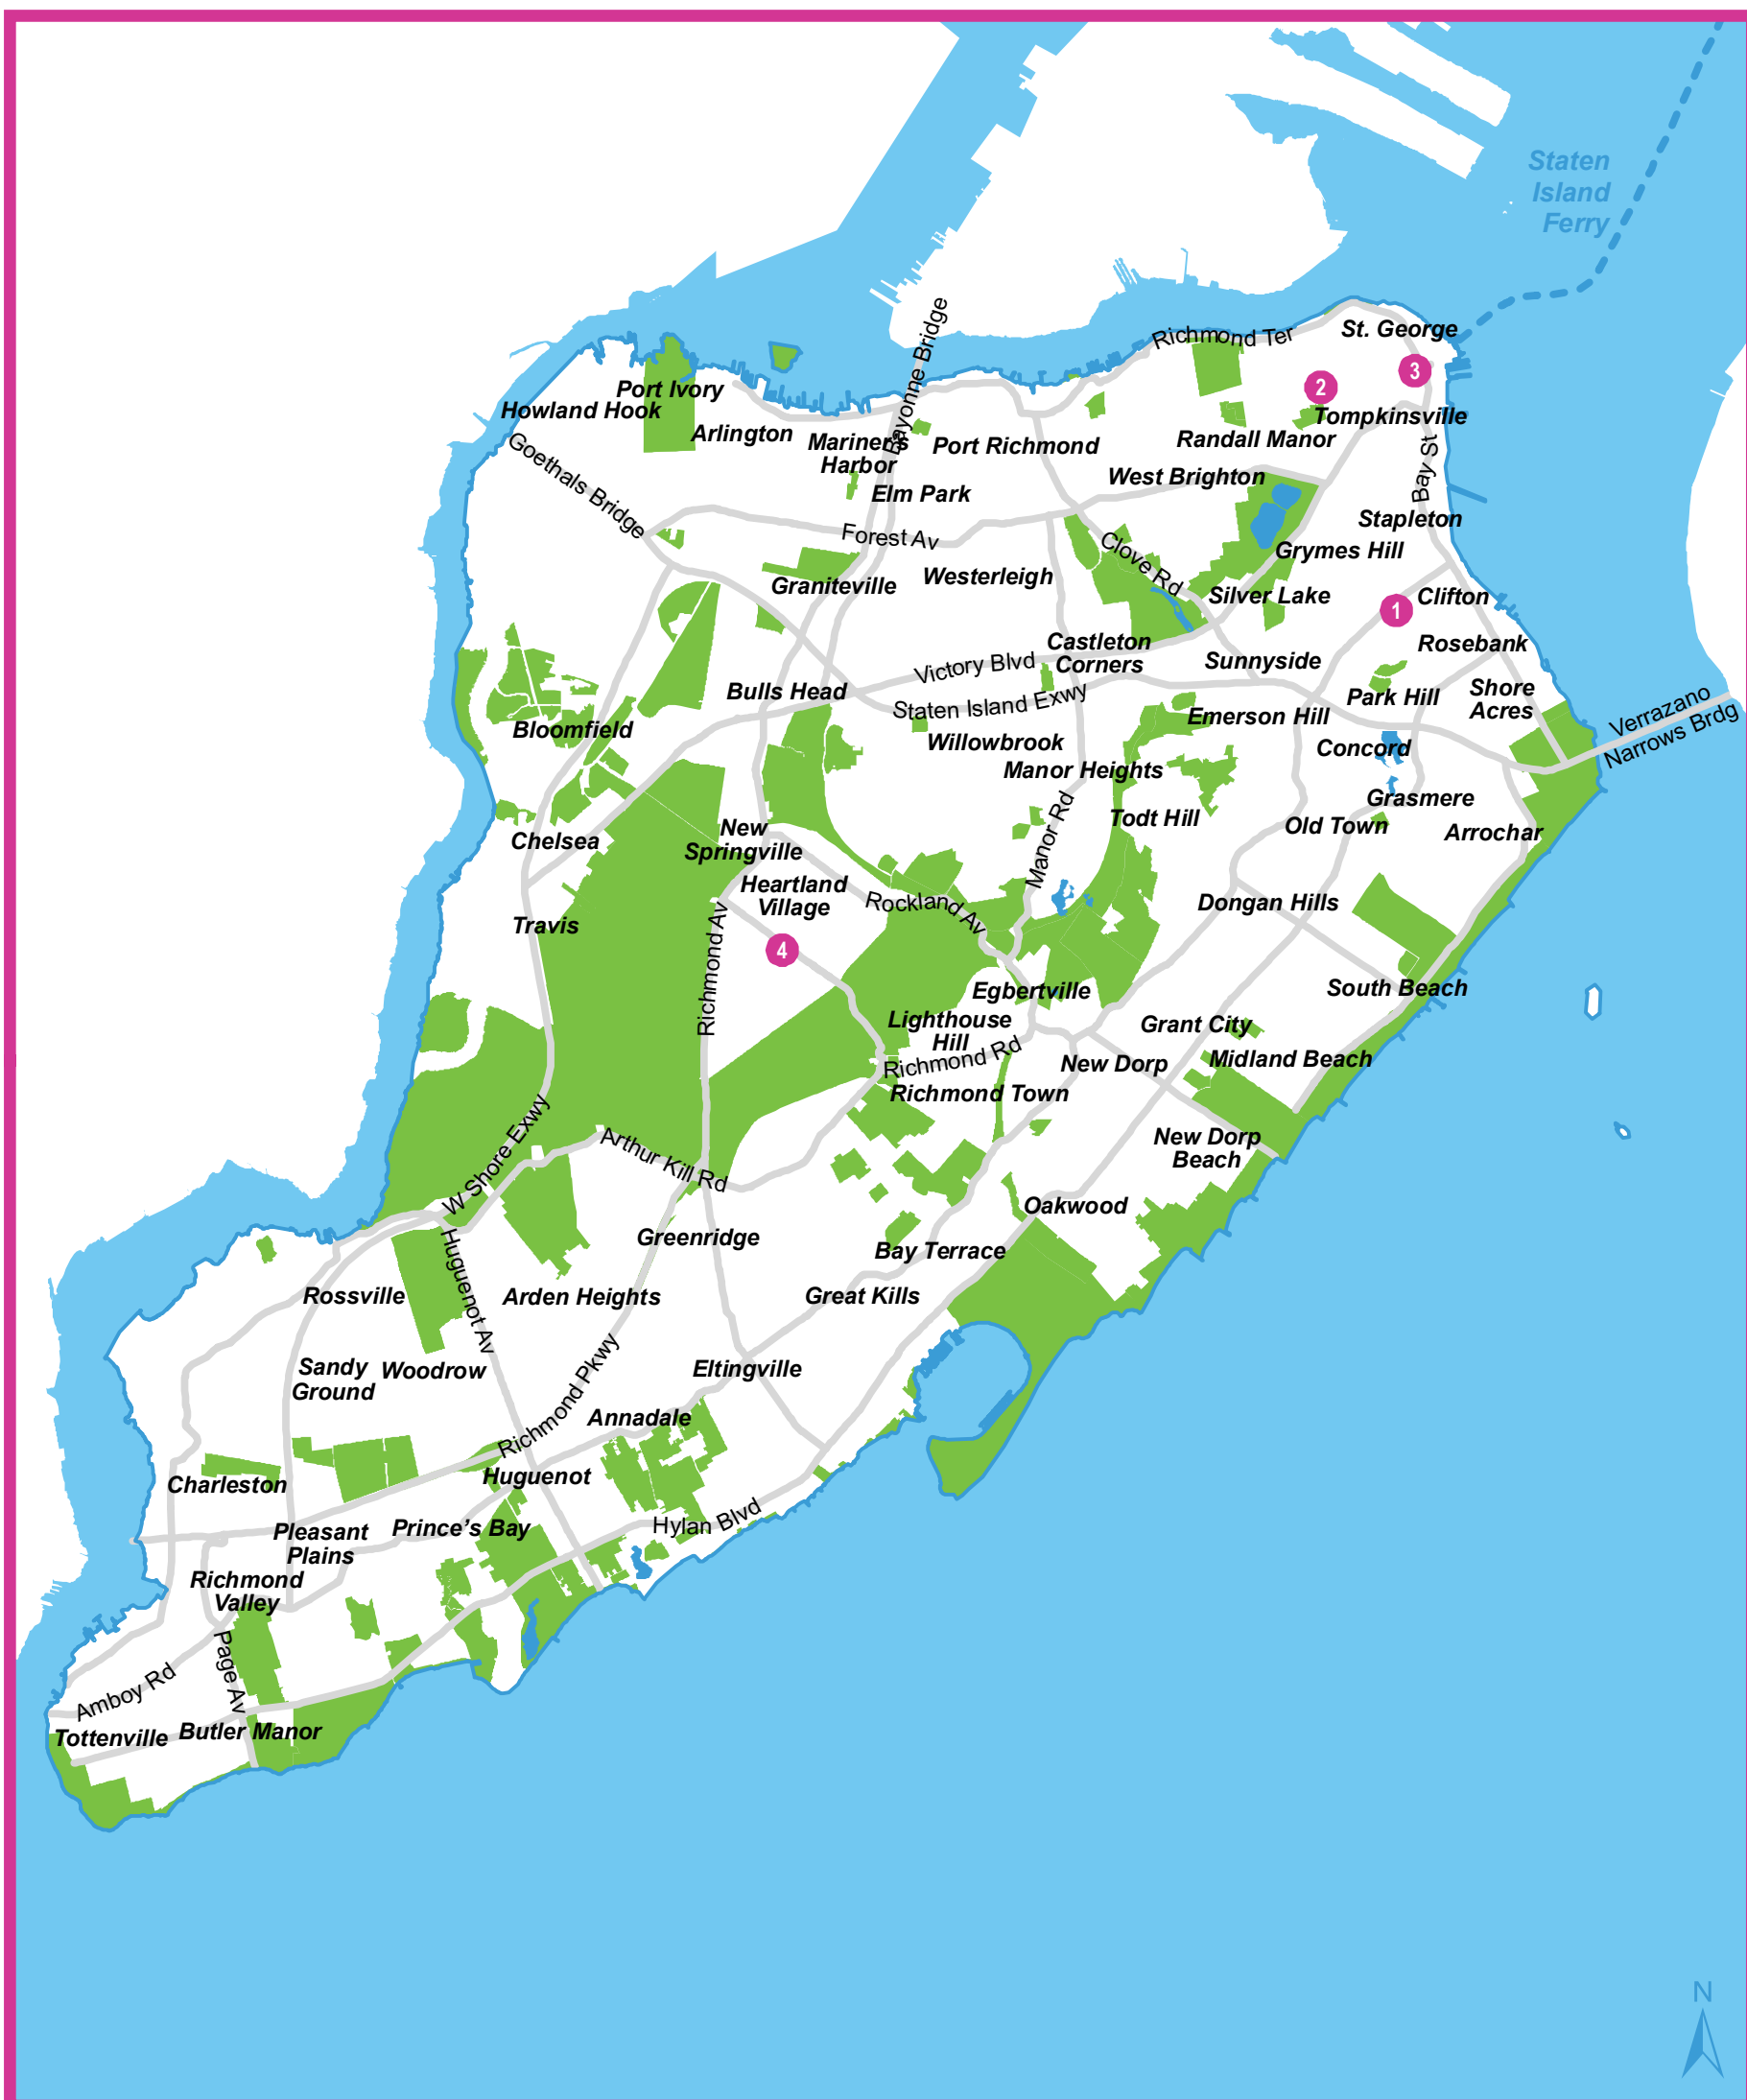 Staten
Island
Ferry
St. George
Richmond Ter
Bayonne Bridge
3
2
Port Ivory
Howland Hook
Tompkinsville
Arlington
Mariners
Harbor
Port Richmond
Randall Manor
Goethals Bridge
Bay St
West Brighton
Elm Park
Stapleton
Forest Av
Grymes Hill
Clove Rd
Westerleigh
Graniteville
Silver Lake
Clifton
1
Castleton
Corners
Rosebank
Victory Blvd
Sunnyside
Bulls Head
Staten Island Exwy
Park Hill
Shore
Acres
Verrazano
Narrows Brdg
Emerson Hill
Bloomfield
Willowbrook
Concord
Manor Heights
Grasmere
Todt Hill
Old Town
Arrochar
New
Springville
Chelsea
Manor Rd
Heartland
Village
Rockland Av
Dongan Hills
Travis
Richmond Av
4
Egbertville
South Beach
Lighthouse
Hill
Grant City
Richmond Rd
New Dorp
Midland Beach
Richmond Town
W Shore Exwy
Arthur Kill Rd
New Dorp
Beach
Oakwood
Greenridge
Bay Terrace
Huguenot Av
Rossville
Arden Heights
Great Kills
Sandy
Ground
Woodrow
Eltingville
Richmond Pkwy
Annadale
Huguenot
Charleston
Hylan Blvd
Pleasant
Plains
Prince’s Bay
Richmond
Valley
Page Av
Amboy Rd
Tottenville
Butler Manor
N